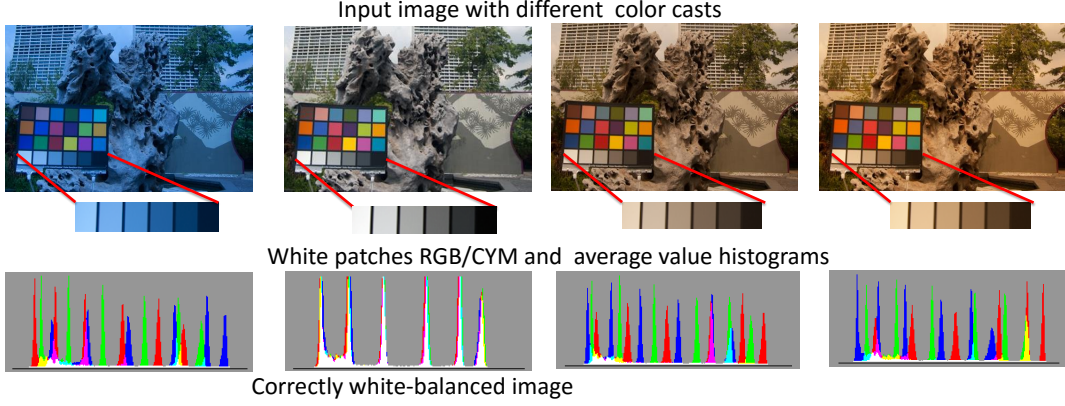 Input image with different color casts
White patches RGB/CYM and average value histograms
Correctly white-balanced image